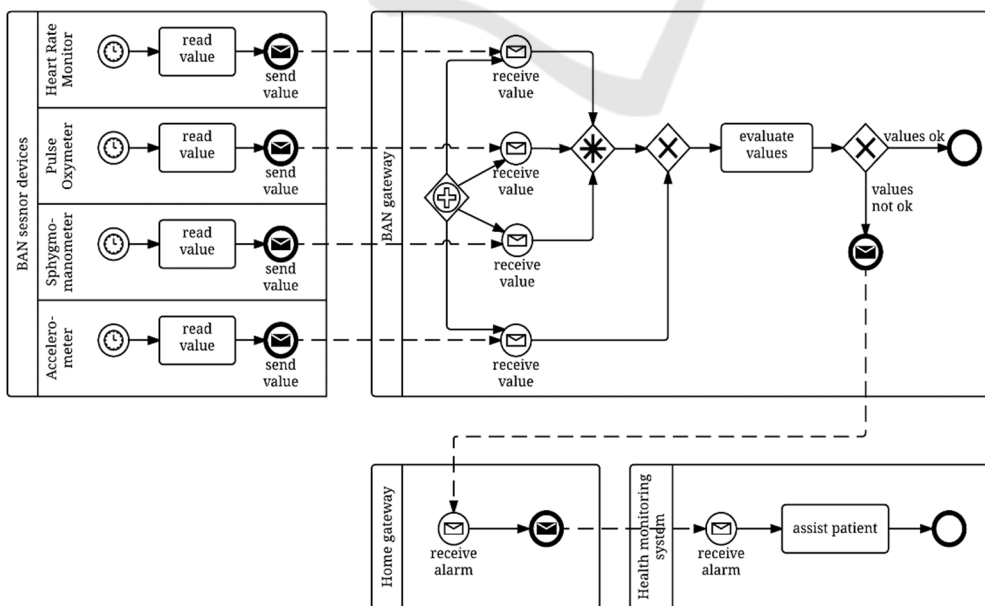 BAN sesnor devices
Heart Rate
Monitor
read
value
send
value
Pulse
Oxymeter
read
value
send
value
Sphygmo-
manometer
read
value
send
value
Accelero-
meter
read
value
send
value
BAN gateway
receive
value
receive
value
receive
value
receive
value
evaluate
values
values ok
values
not ok
Home gateway
receive
alarm
Health monitoring
system
receive
alarm
assist patient